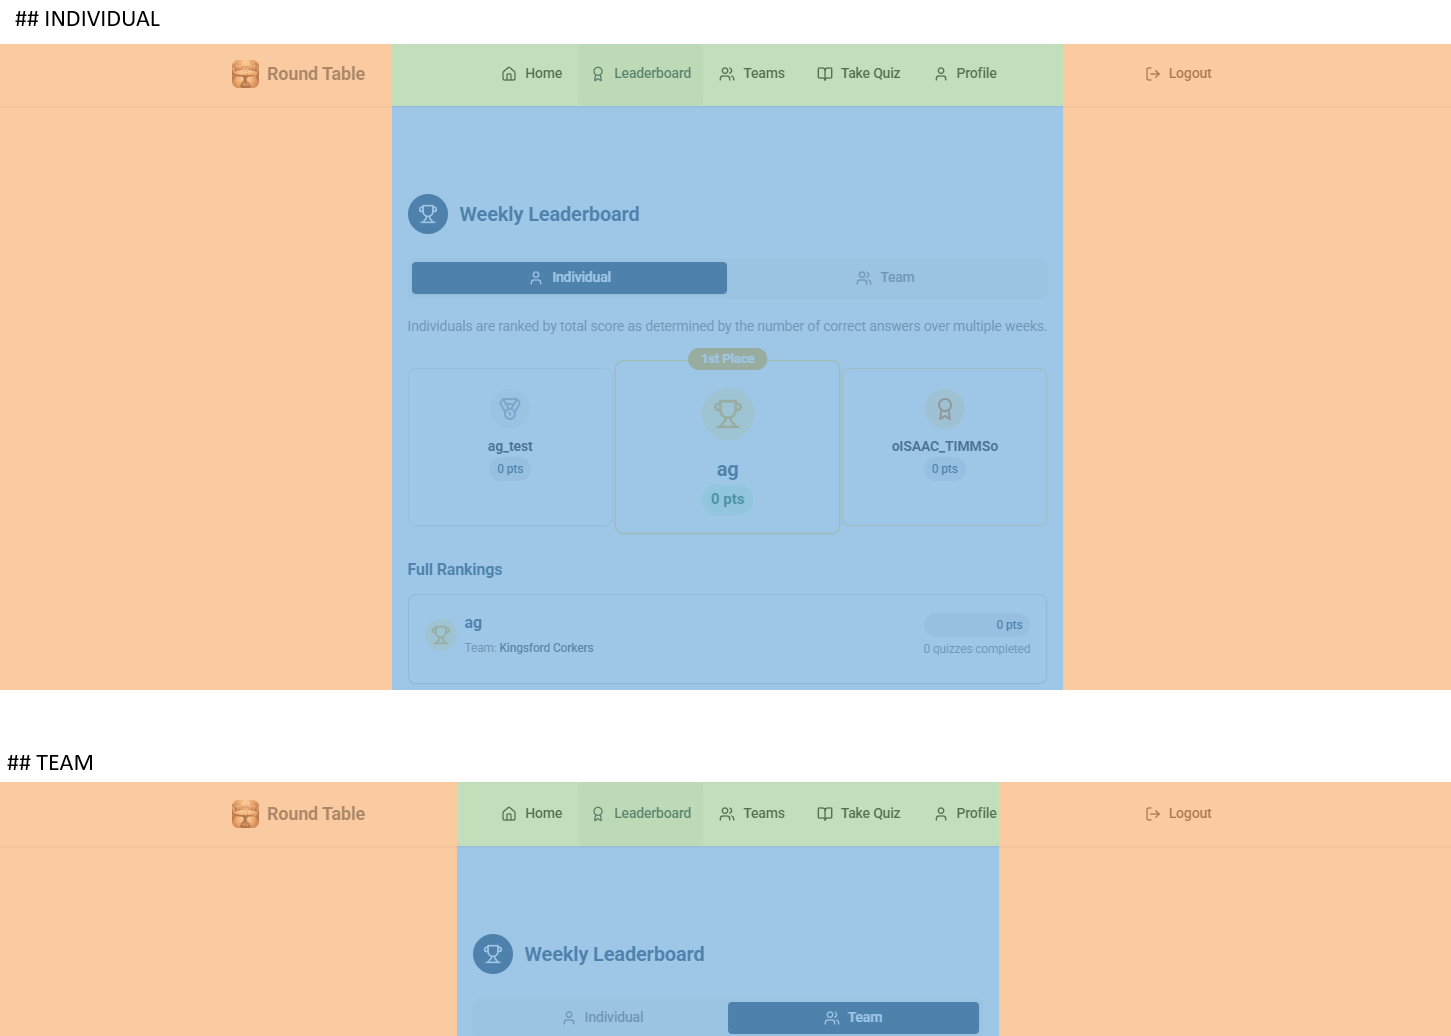 ## INDIVIDUAL
Round Table Home Leaderboard Teams Take Quiz Profile Logout
Weekly Leaderboard
Individual Team
Individuals are ranked by total score as determined by the number of correct answers over multiple weeks.
1st Place
ag_test ag oISAAC_TIMMSo
0 pts 0 pts 0 pts
Full Rankings
ag 0 pts
Team: Kingsford Corkers 0 quizzes completed
## TEAM
Round Table Home Leaderboard Teams Take Quiz Profile Logout
Weekly Leaderboard
Individual Team